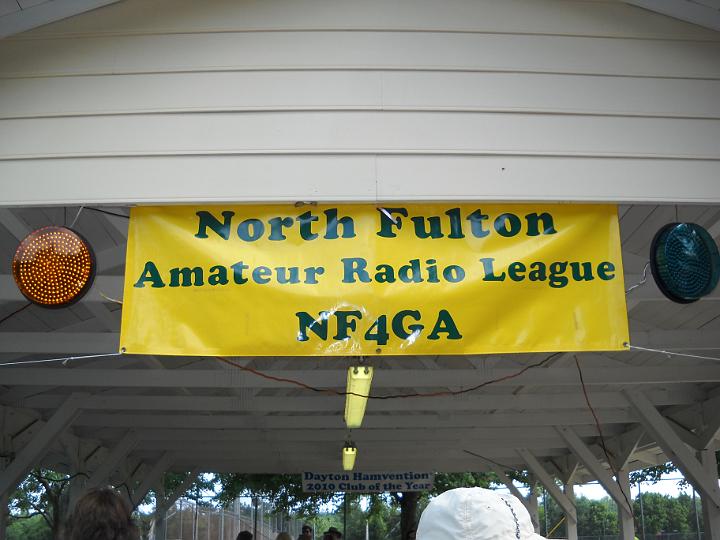 North Fulton
Amateur Radio League
NF4GA
Dayton Hamvention
2010 Club of the Year